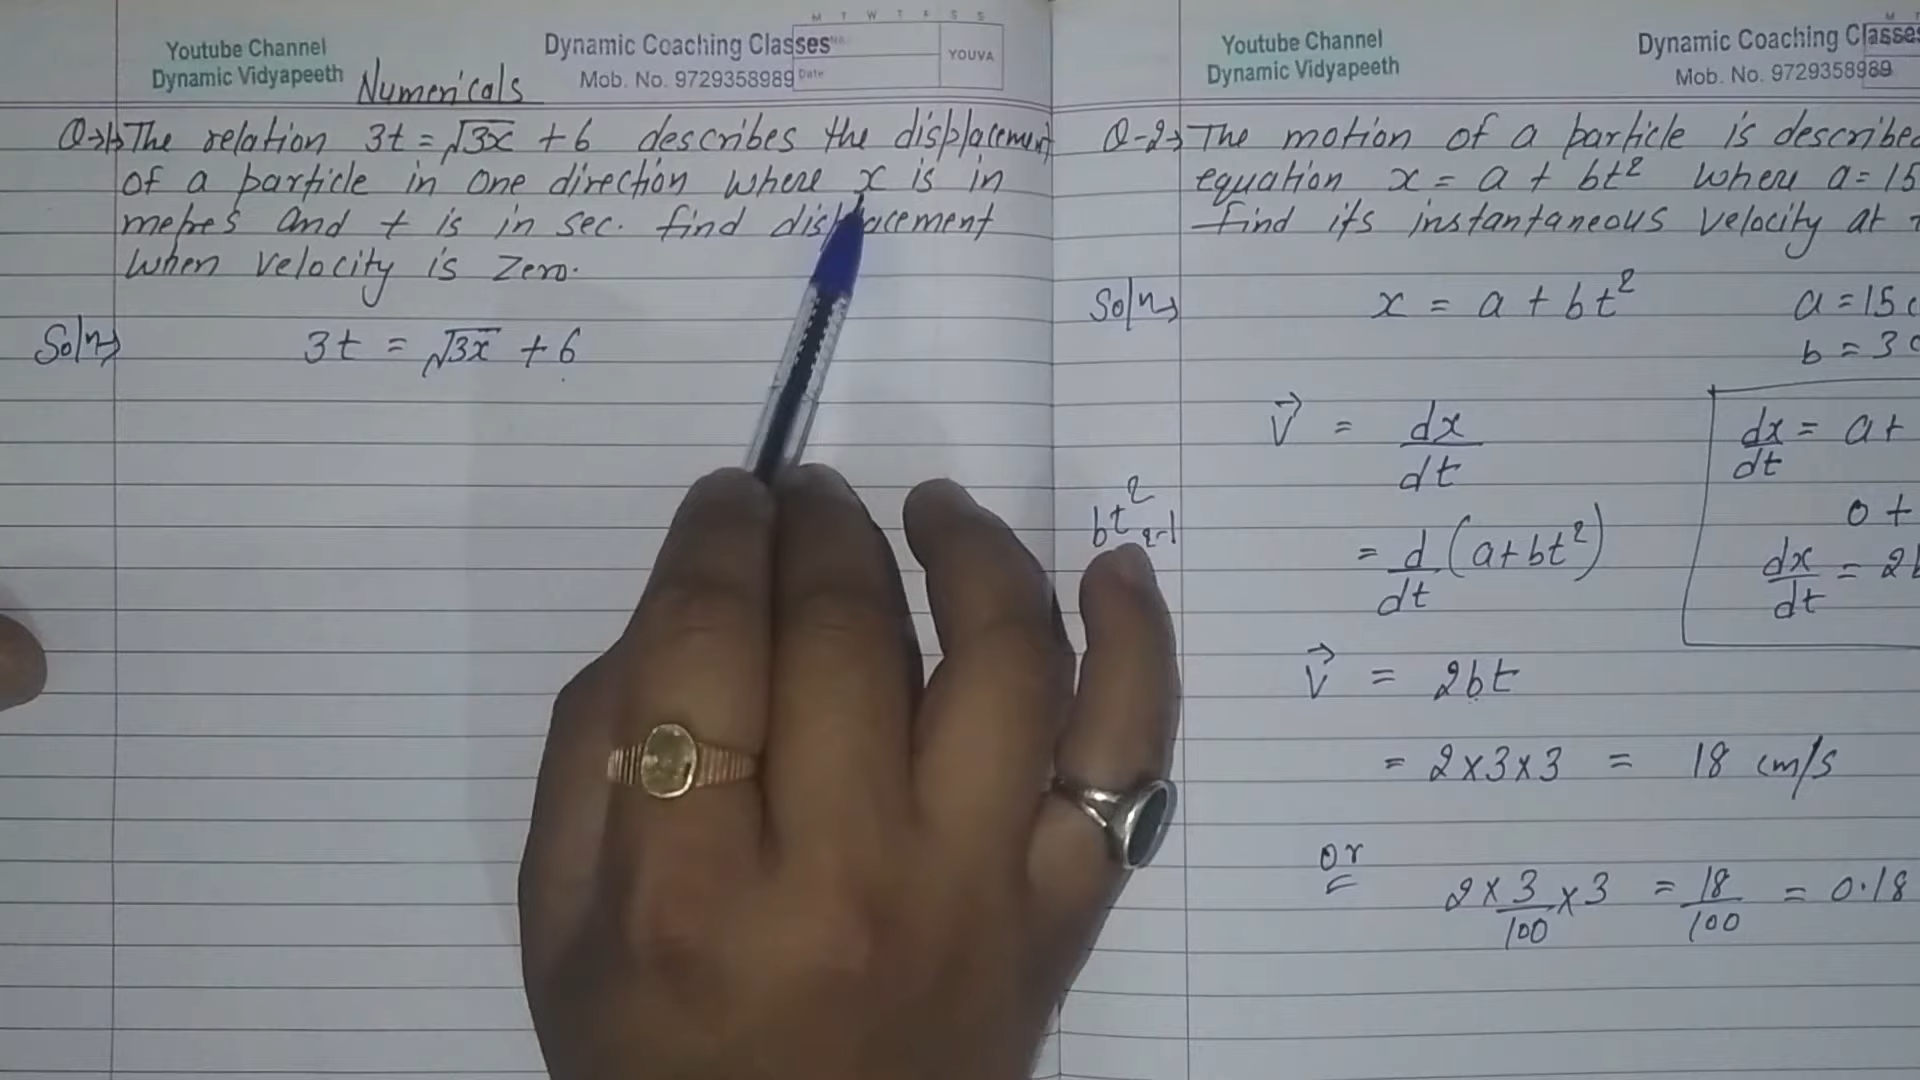 M T W T F S S
Youtube Channel
Dynamic Vidyapeeth
Dynamic Coaching Classes
Mob. No. 9729358989
Date
YOUVA
Numericals
Q→1→ The relation 3t = √3x + 6 describes the displacement
of a particle in one direction where x is in
metres and t is in sec. find displacement
when velocity is zero.
Soln→ 3t = √3x + 6
Youtube Channel
Dynamic Vidyapeeth
Dynamic Coaching Classes
Mob. No. 9729358989
Q-2→ The motion of a particle is described
equation x = a + bt² where a = 15
find its instantaneous velocity at
Soln→ x = a + bt²
a = 15 c
b = 3 c
V⃗ = dx/dt
= d/dt (a+bt²)
bt² 2-1
dx/dt = a+
0 +
dx/dt = 2b
V⃗ = 2bt
= 2×3×3 = 18 cm/s
or
2 × 3/100 × 3 = 18/100 = 0.18